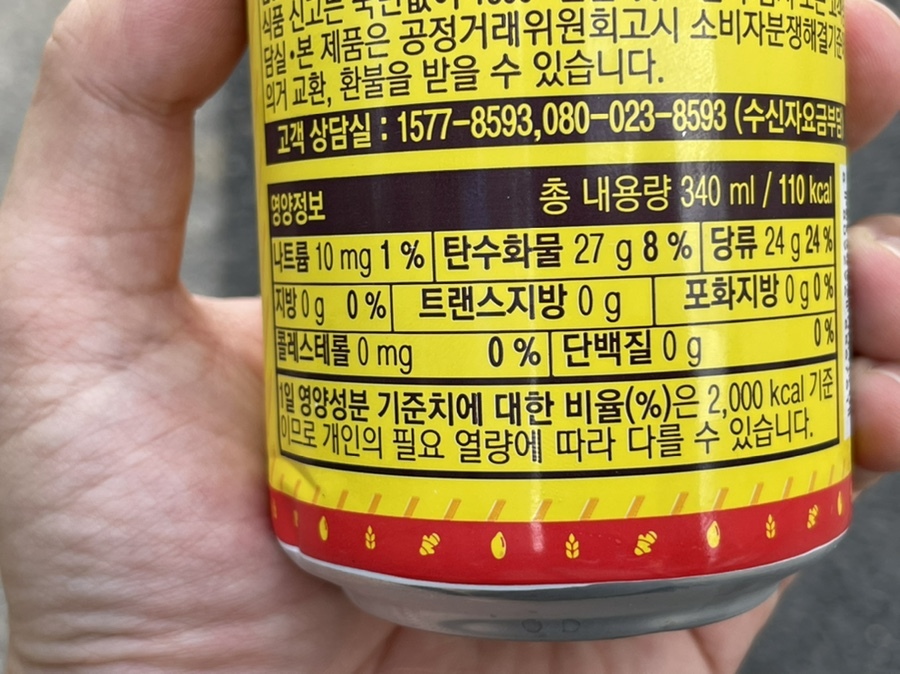 담실•본 제품은 공정거래위원회고시 소비자분쟁해결기준
의거 교환, 환불을 받을 수 있습니다.
고객 상담실 : 1577-8593,080-023-8593 (수신자요금부담
영양정보 총 내용량 340 ml / 110 kcal
나트륨 10 mg 1 % 탄수화물 27 g 8 % 당류 24 g 24 %
지방 0 g 0 % 트랜스지방 0 g 포화지방 0 g 0 %
콜레스테롤 0 mg 0 % 단백질 0 g 0 %
1일 영양성분 기준치에 대한 비율(%)은 2,000 kcal 기준
이므로 개인의 필요 열량에 따라 다를 수 있습니다.